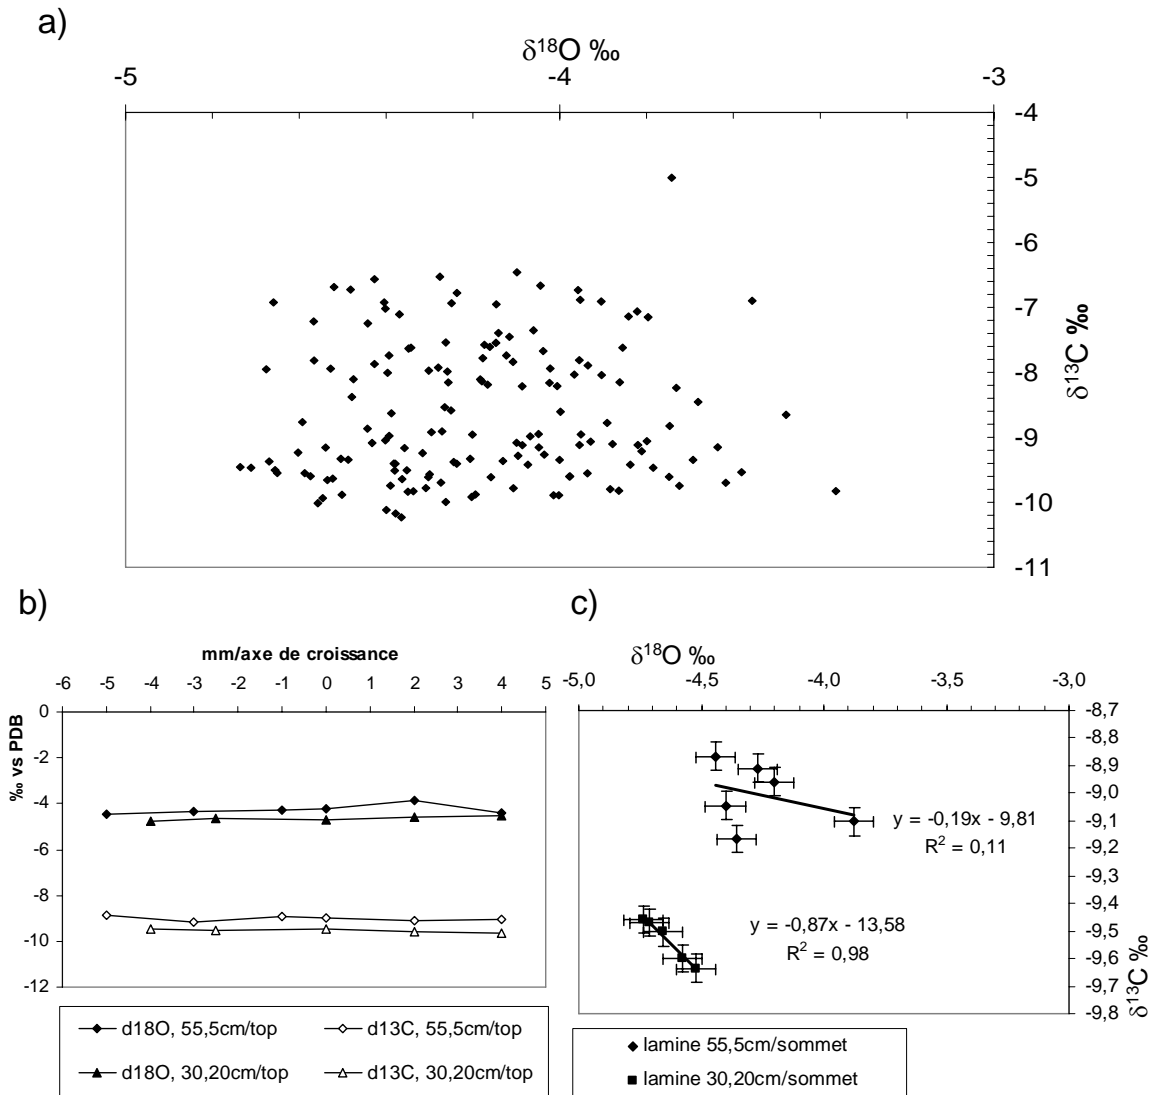 a)
δ18O ‰
-5 -4 -3
-4
-5
-6
-7
-8
-9
-10
-11
δ13C ‰
b)
mm/axe de croissance
-6 -5 -4 -3 -2 -1 0 1 2 3 4 5
0
-2
-4
-6
-8
-10
-12
‰ vs PDB
d18O, 55,5cm/top d13C, 55,5cm/top
d18O, 30,20cm/top d13C, 30,20cm/top
c)
δ18O ‰
-5,0 -4,5 -4,0 -3,5 -3,0
-8,7
-8,8
-8,9
-9,0
-9,1
-9,2
-9,3
-9,4
-9,5
-9,6
-9,7
-9,8
δ13C ‰
y = -0,19x - 9,81
R2 = 0,11
y = -0,87x - 13,58
R2 = 0,98
lamine 55,5cm/sommet
lamine 30,20cm/sommet